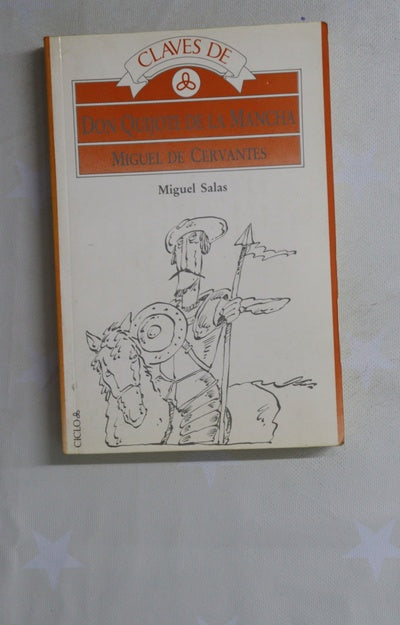 CLAVES DE
DON QUIJOTE DE LA MANCHA
MIGUEL DE CERVANTES
Miguel Salas
CICLO